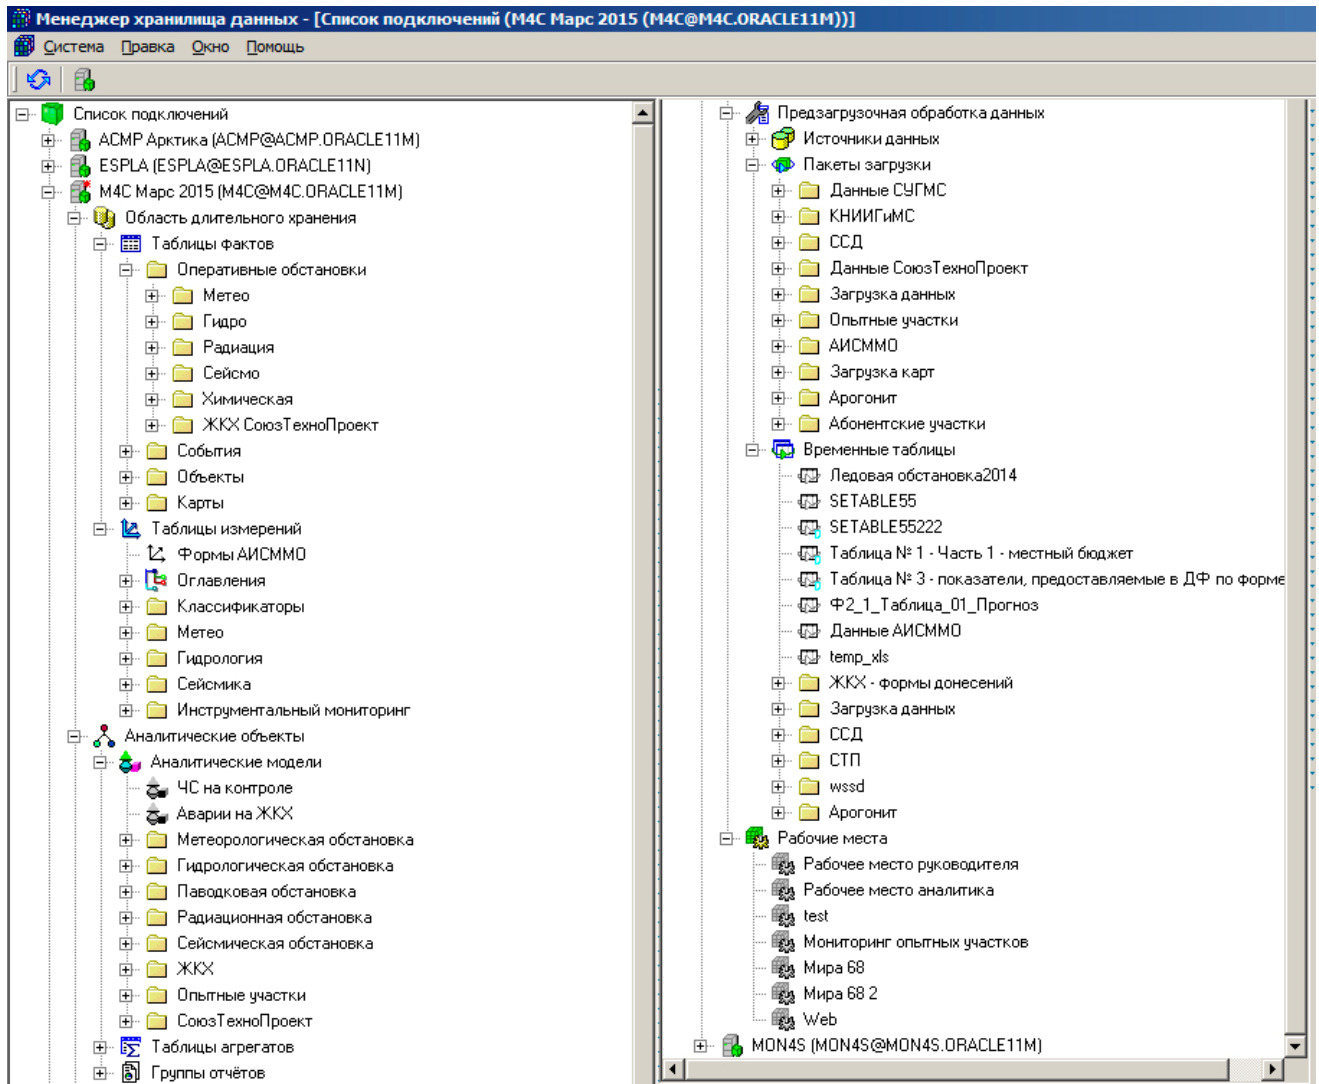 Менеджер хранилища данных - [Список подключений (М4С Марс 2015 (M4C@M4C.ORACLE11M))]
Система Правка Окно Помощь
Список подключений
АСМР Арктика (ACMP@ACMP.ORACLE11M)
ESPLA (ESPLA@ESPLA.ORACLE11N)
М4С Марс 2015 (M4C@M4C.ORACLE11M)
Область длительного хранения
Таблицы фактов
Оперативные обстановки
Метео
Гидро
Радиация
Сейсмо
Химическая
ЖКХ СоюзТехноПроект
События
Объекты
Карты
Таблицы измерений
Формы АИСММО
Оглавления
Классификаторы
Метео
Гидрология
Сейсмика
Инструментальный мониторинг
Аналитические объекты
Аналитические модели
ЧС на контроле
Аварии на ЖКХ
Метеорологическая обстановка
Гидрологическая обстановка
Паводковая обстановка
Радиационная обстановка
Сейсмическая обстановка
ЖКХ
Опытные участки
СоюзТехноПроект
Таблицы агрегатов
Группы отчётов
Предзагрузочная обработка данных
Источники данных
Пакеты загрузки
Данные СУГМС
КНИИГиМС
ССД
Данные СоюзТехноПроект
Загрузка данных
Опытные участки
АИСММО
Загрузка карт
Арогонит
Абонентские участки
Временные таблицы
Ледовая обстановка2014
SETABLE55
SETABLE55222
Таблица № 1 - Часть 1 - местный бюджет
Таблица № 3 - показатели, предоставляемые в ДФ по форме
Ф2_1_Таблица_01_Прогноз
Данные АИСММО
temp_xls
ЖКХ - формы донесений
Загрузка данных
ССД
СТП
wssd
Арогонит
Рабочие места
Рабочее место руководителя
Рабочее место аналитика
test
Мониторинг опытных участков
Мира 68
Мира 68 2
Web
MON4S (MON4S@MON4S.ORACLE11M)